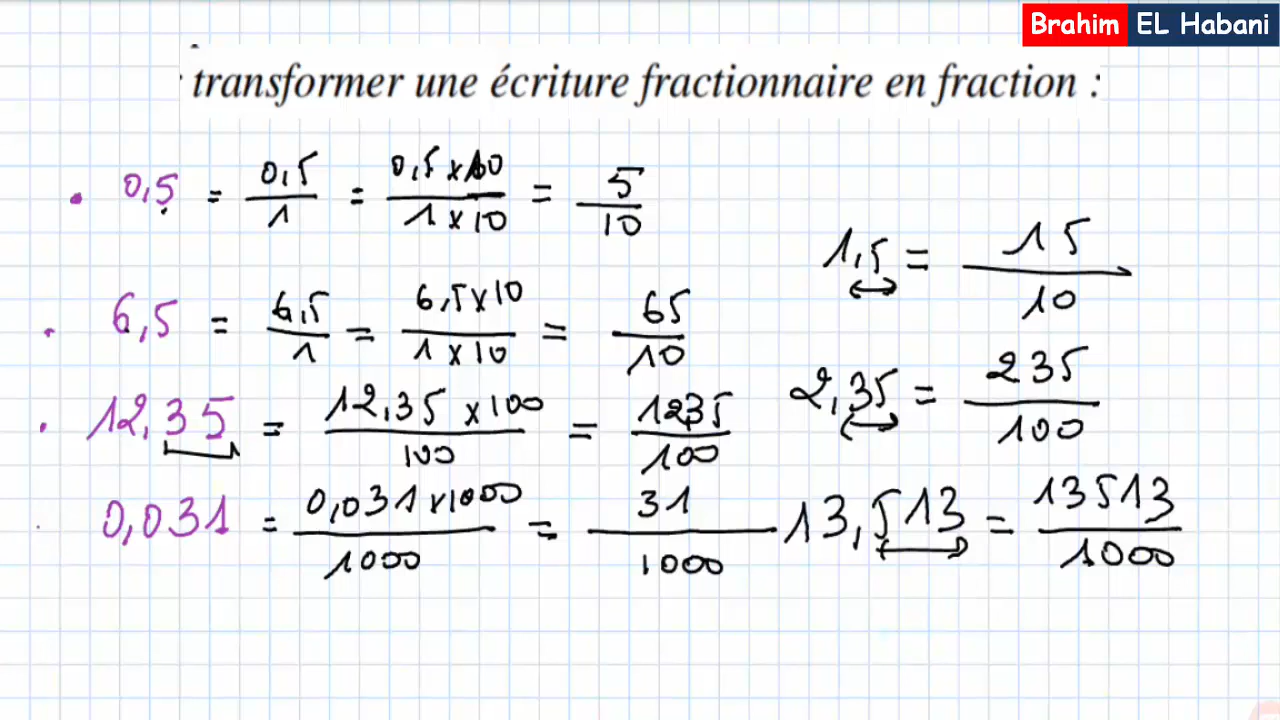 Brahim EL Habani
transformer une écriture fractionnaire en fraction :
0,5 = 0,5/1 = 0,5 x 10/1 x 10 = 5/10
6,5 = 6,5/1 = 6,5 x 10/1 x 10 = 65/10
12,35 = 12,35 x 100/100 = 1235/100
0,031 = 0,031 x 1000/1000 = 31/1000
1,5 = 15/10
2,35 = 235/100
13,513 = 13513/1000